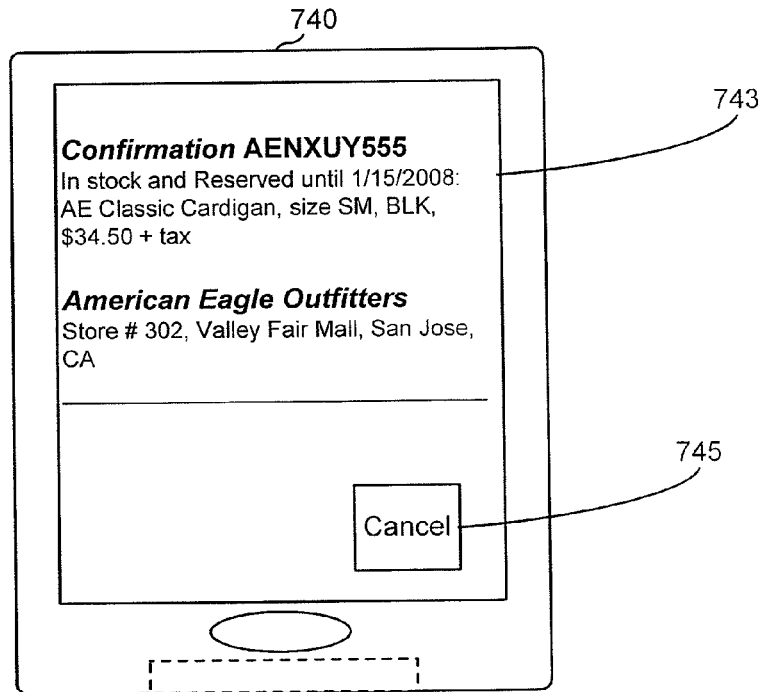 740
743
Confirmation AENXUY555
In stock and Reserved until 1/15/2008:
AE Classic Cardigan, size SM, BLK,
$34.50 + tax
American Eagle Outfitters
Store # 302, Valley Fair Mall, San Jose,
CA
745
Cancel